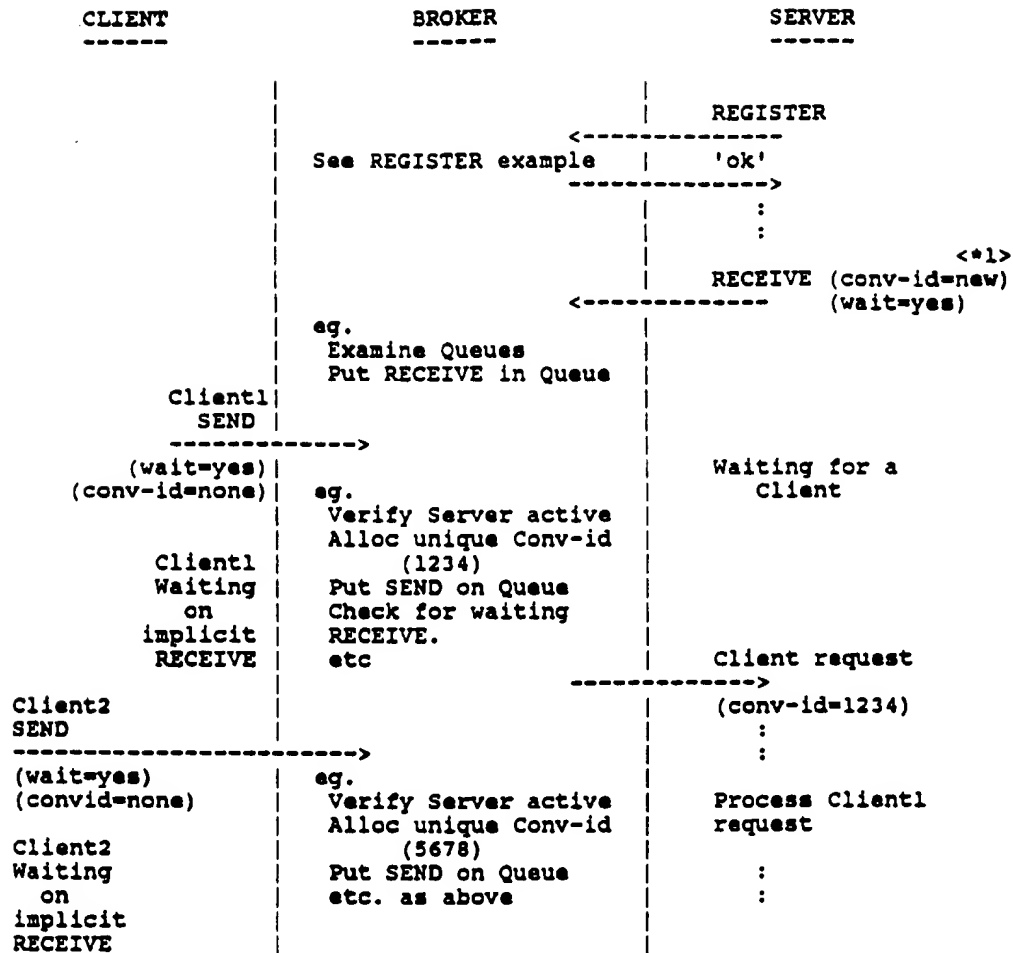 CLIENT BROKER SERVER
------ ------ ------
REGISTER
<--------------
See REGISTER example 'ok'
-------------->
:
:
<*1>
RECEIVE (conv-id=new)
<------------- (wait=yes)
eg.
Examine Queues
Put RECEIVE in Queue
Client1
SEND
------------->
(wait=yes) Waiting for a
(conv-id=none) eg. Client
Verify Server active
Alloc unique Conv-id
Client1 (1234)
Waiting Put SEND on Queue
on Check for waiting
implicit RECEIVE.
RECEIVE etc Client request
------------->
Client2 (conv-id=1234)
SEND :
-------------------------> :
(wait=yes) eg.
(convid=none) Verify Server active Process Client1
Alloc unique Conv-id request
Client2 (5678)
Waiting Put SEND on Queue :
on etc. as above :
implicit
RECEIVE